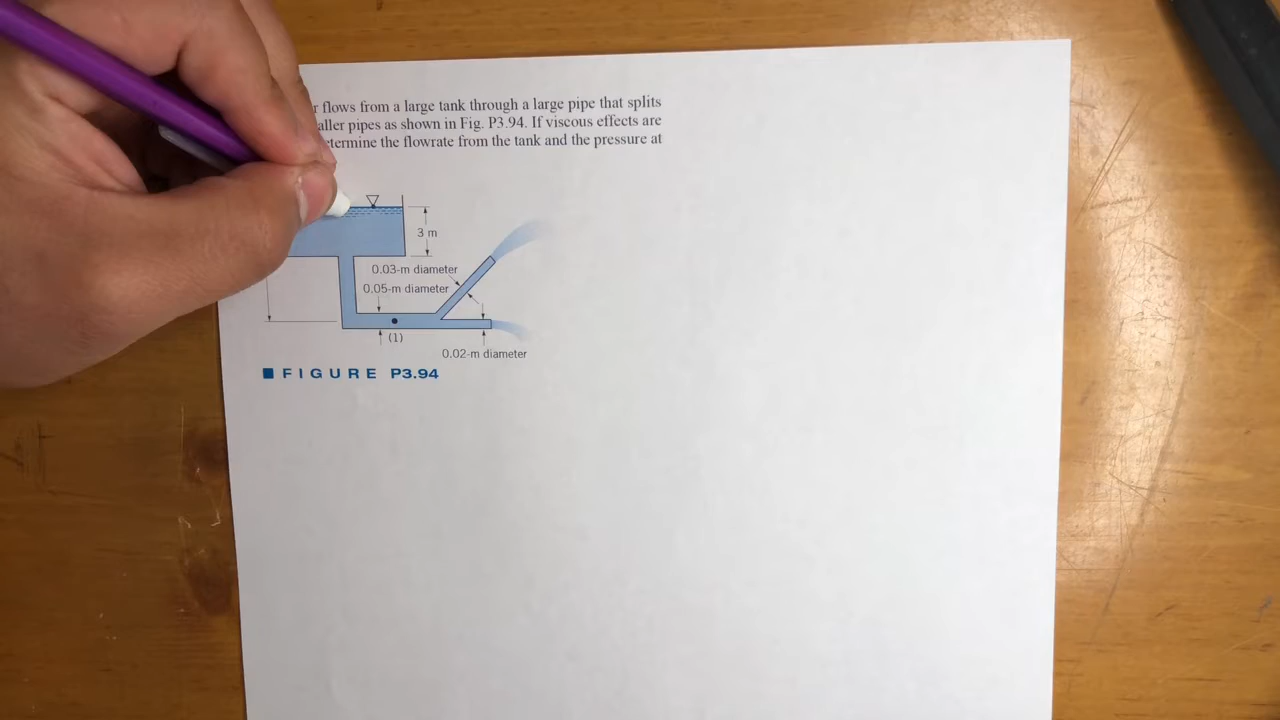 flows from a large tank through a large pipe that splits
pipes as shown in Fig. P3.94. If viscous effects are
the flowrate from the tank and the pressure at
3 m
0.03-m diameter
0.05-m diameter
(1)
0.02-m diameter
FIGURE P3.94